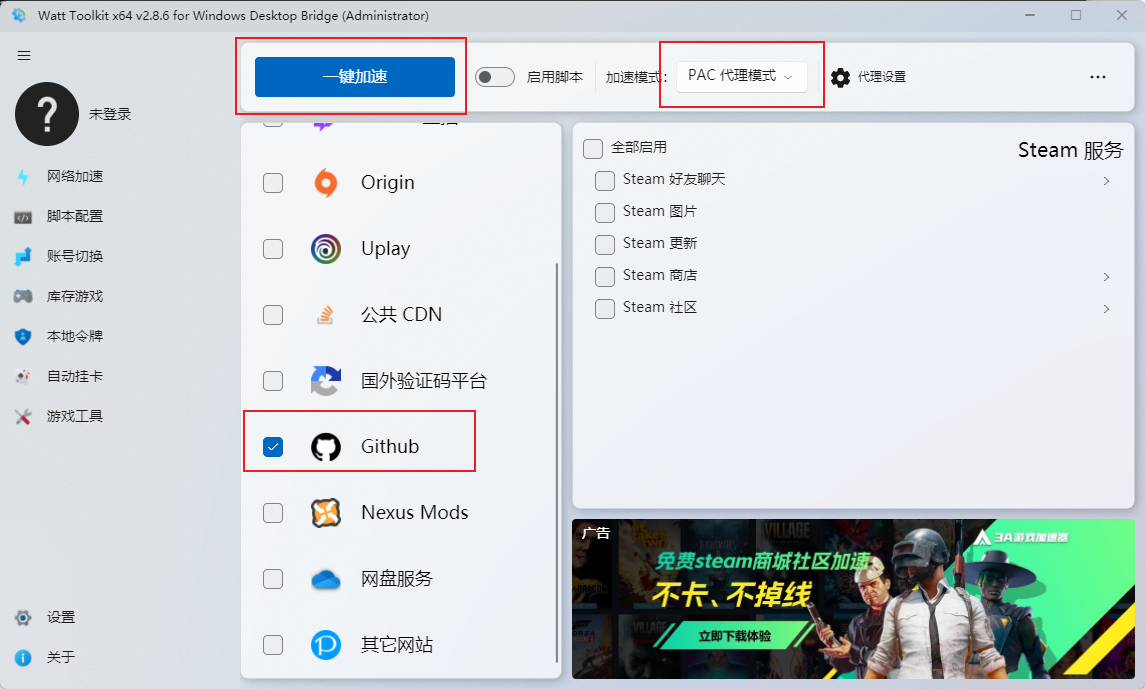 Watt Toolkit x64 v2.8.6 for Windows Desktop Bridge (Administrator)
未登录
网络加速
脚本配置
账号切换
库存游戏
本地令牌
自动挂卡
游戏工具
设置
关于
一键加速
启用脚本
加速模式:
PAC 代理模式
代理设置
Origin
Uplay
公共 CDN
国外验证码平台
Github
Nexus Mods
网盘服务
其它网站
全部启用
Steam 服务
Steam 好友聊天
Steam 图片
Steam 更新
Steam 商店
Steam 社区
广告
3A游戏加速器
免费steam商城社区加速
不卡、不掉线
立即下载体验
VILLAGE